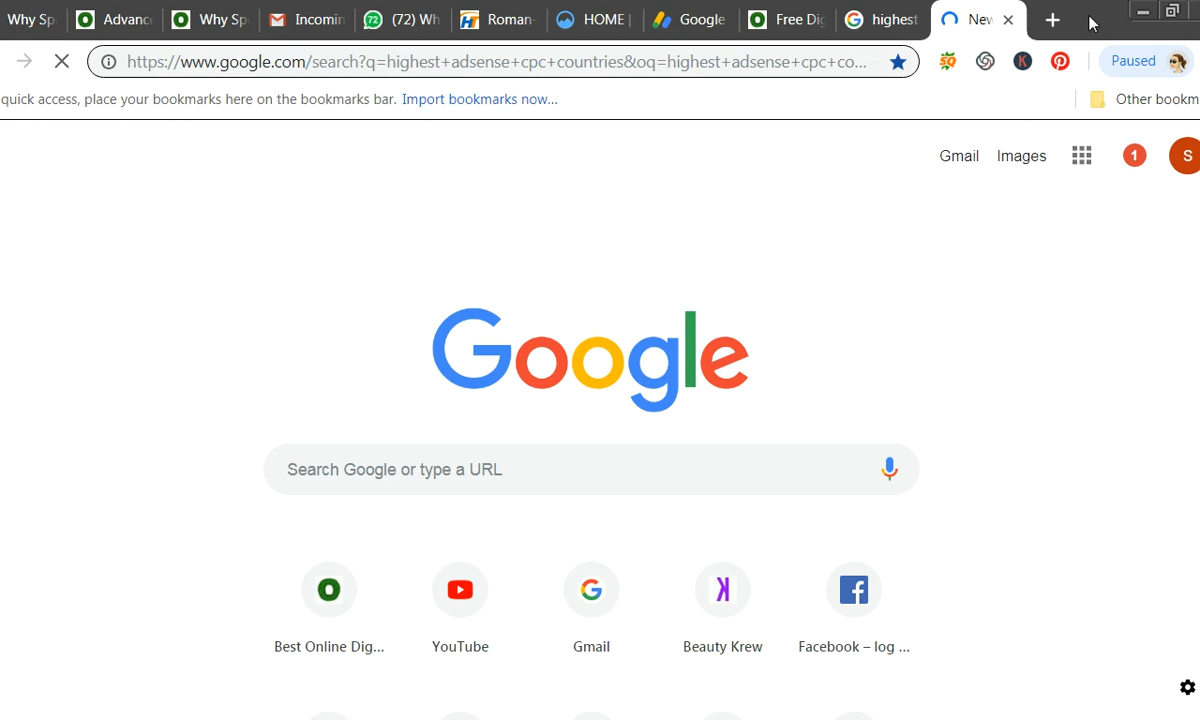 Why Sp Advanc Why Sp Incomin (72) Wh Roman- HOME | Google Free Dig highest New
https://www.google.com/search?q=highest+adsense+cpc+countries&oq=highest+adsense+cpc+co... SQ K Paused
quick access, place your bookmarks here on the bookmarks bar. Import bookmarks now... Other bookm
Gmail Images 1 S
Google
Search Google or type a URL
Best Online Dig... YouTube Gmail Beauty Krew Facebook – log ...